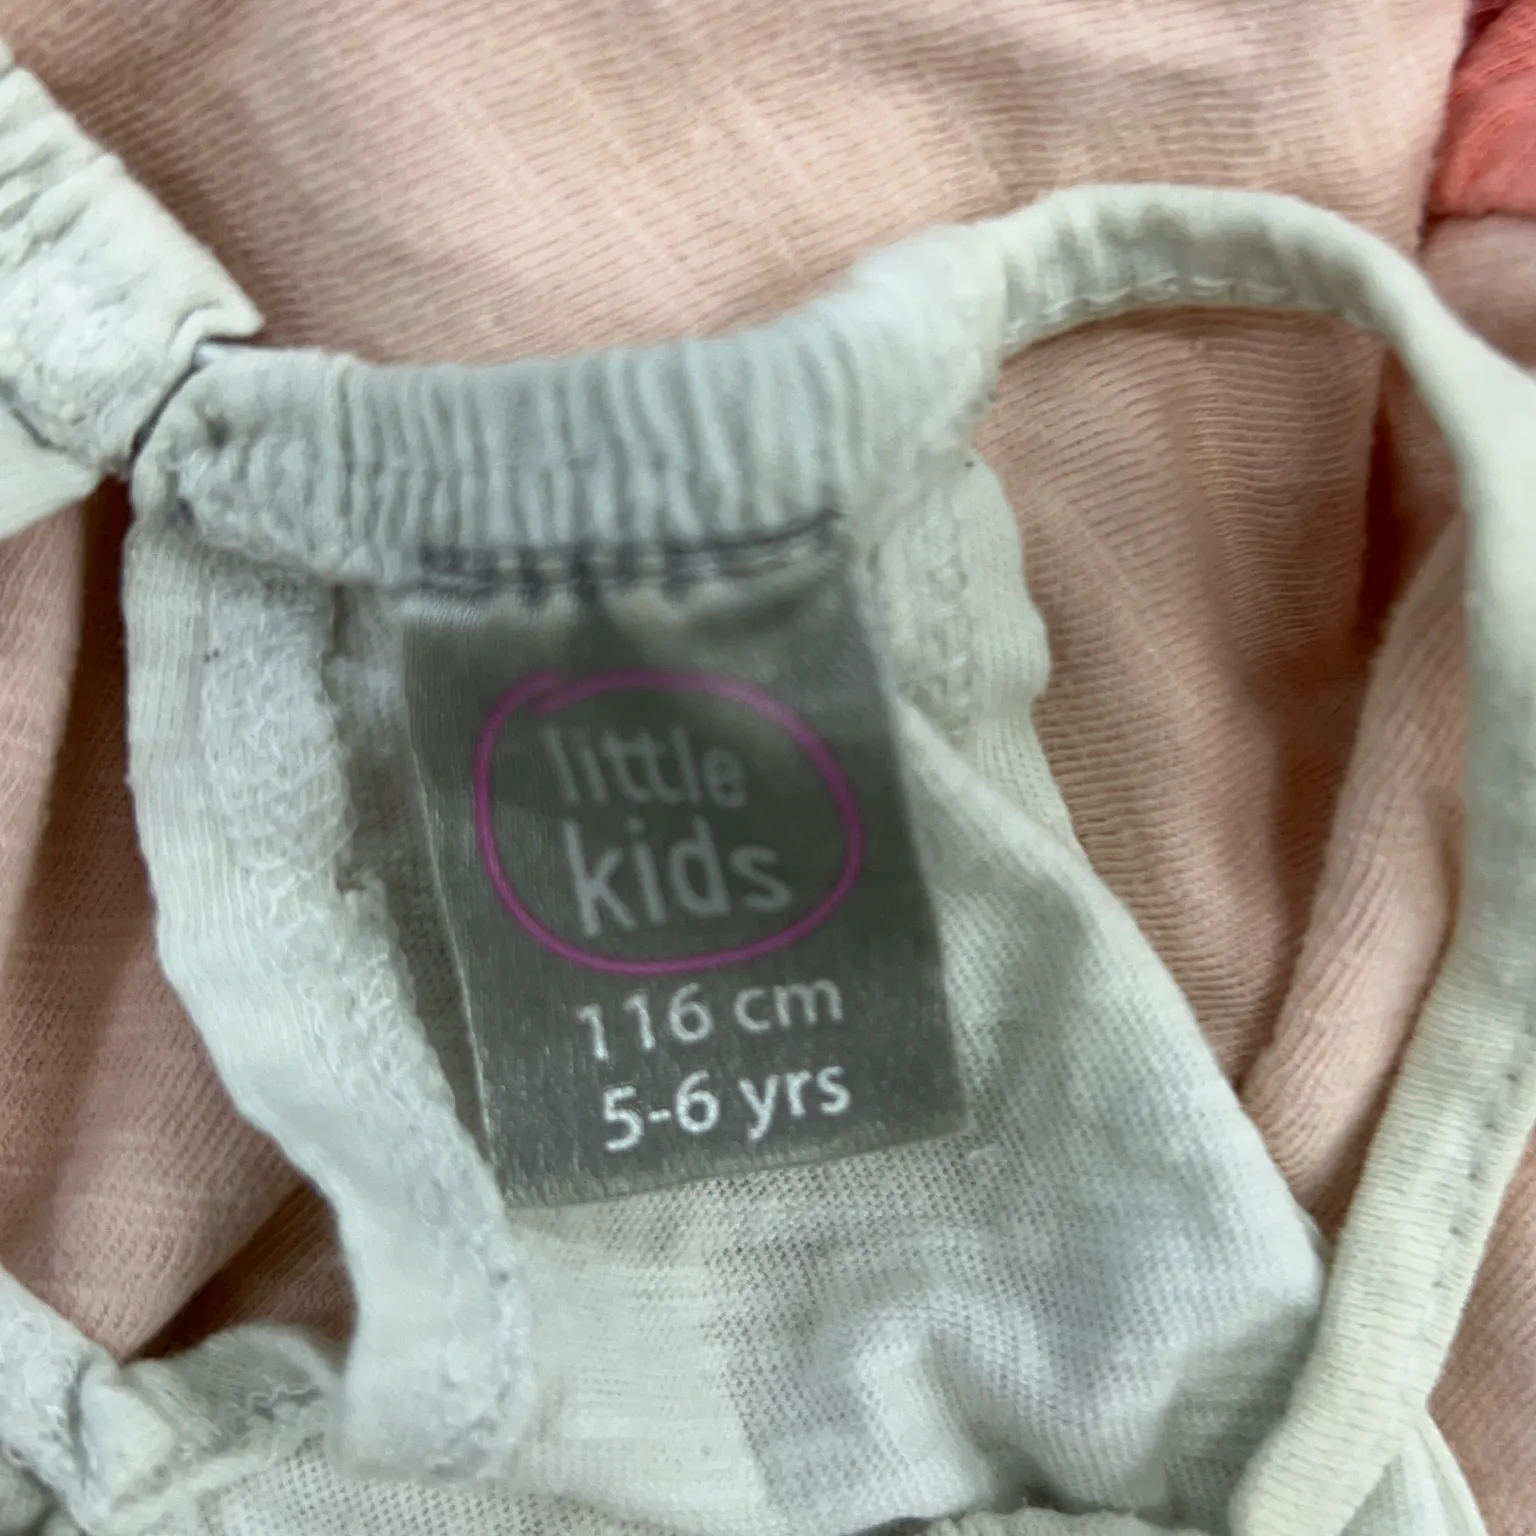 little
kids
116 cm
5-6 yrs